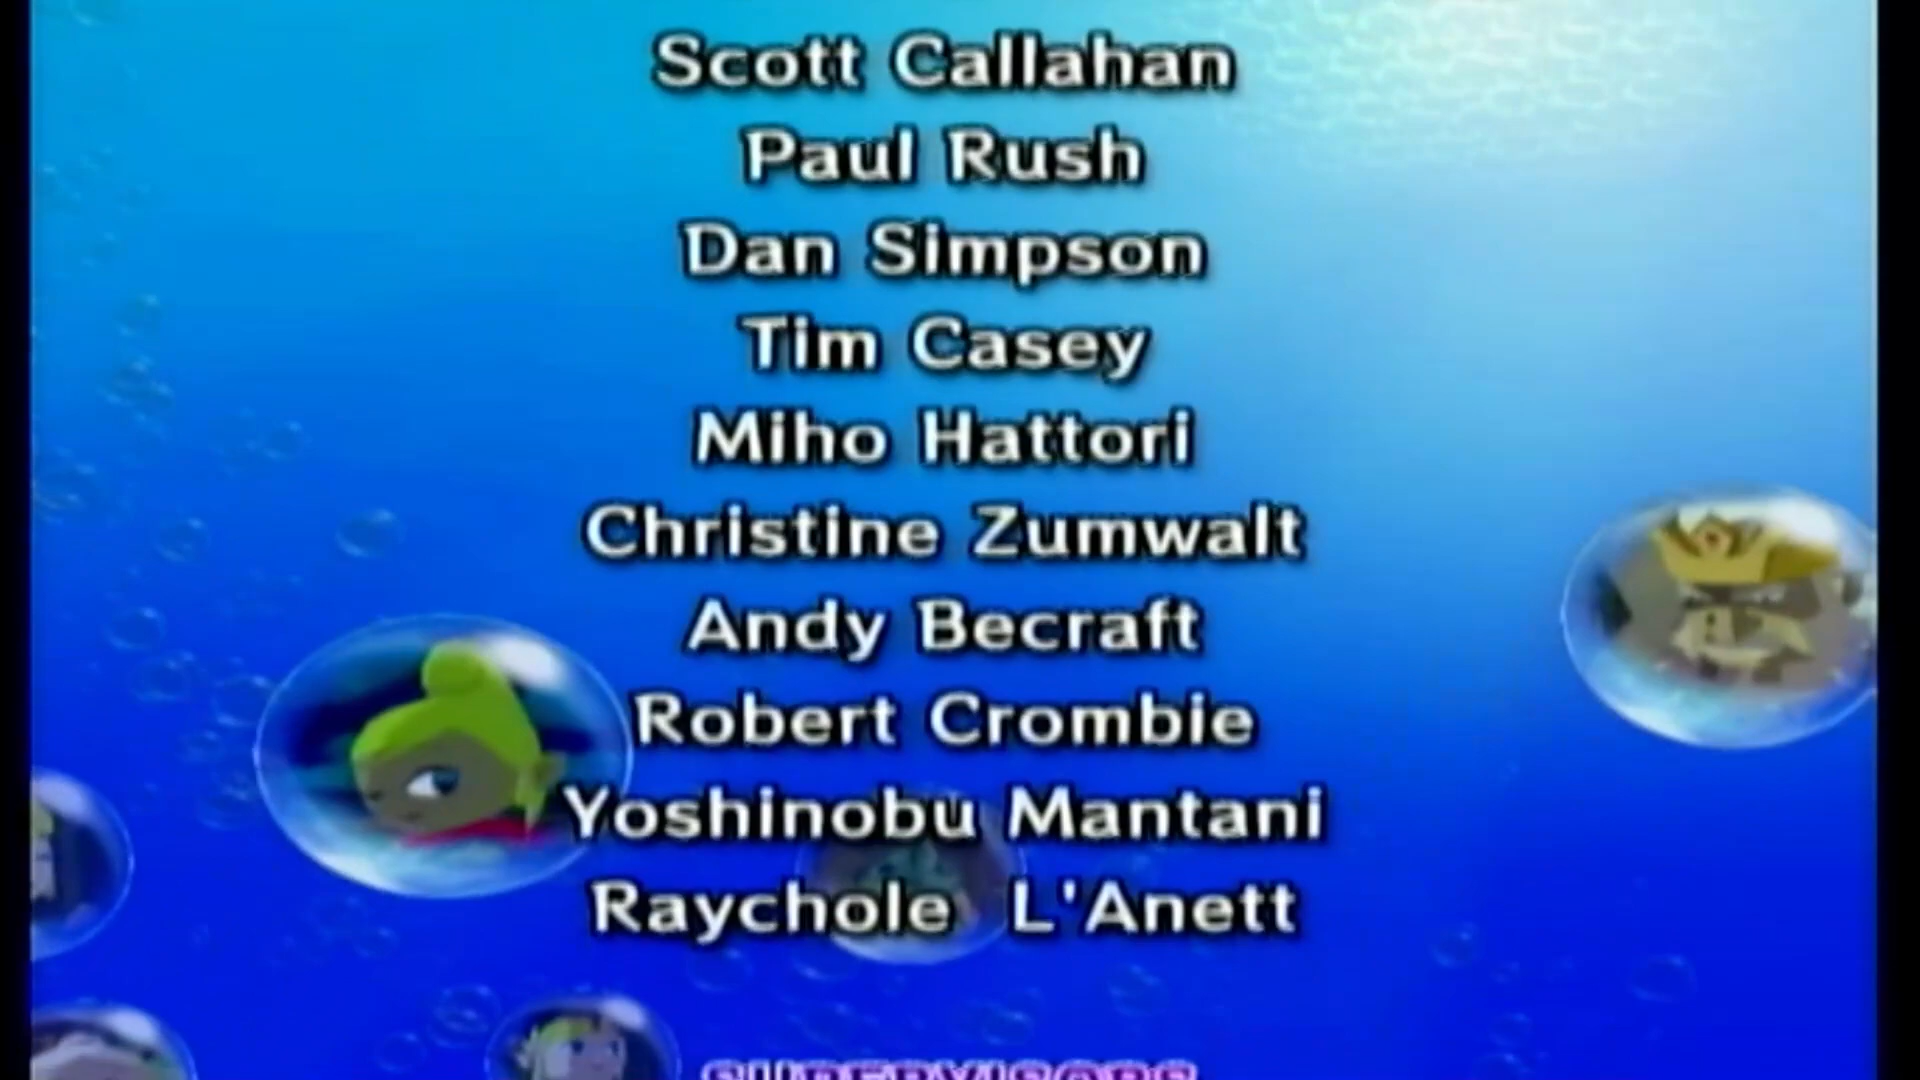 Scott Callahan
Paul Rush
Dan Simpson
Tim Casey
Miho Hattori
Christine Zumwalt
Andy Becraft
Robert Crombie
Yoshinobu Mantani
Raychole L'Anett
SUPERVISORS